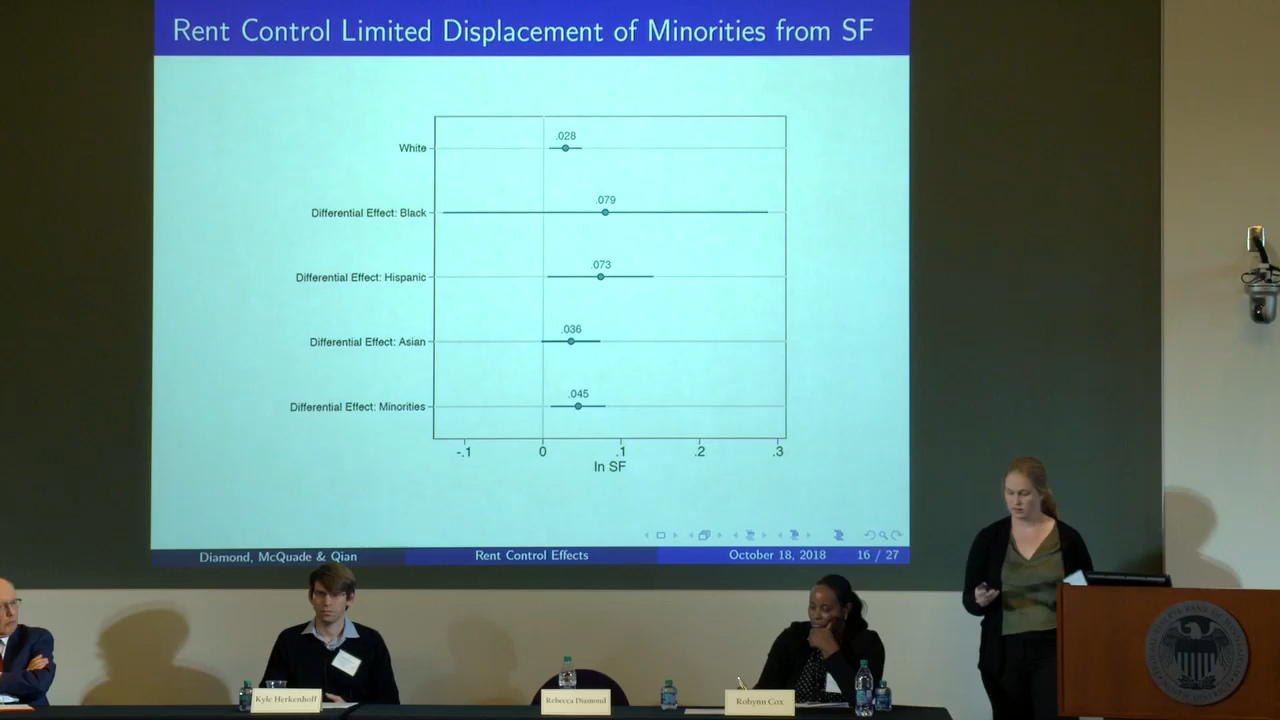 Rent Control Limited Displacement of Minorities from SF
White
.028
Differential Effect: Black
.079
Differential Effect: Hispanic
.073
Differential Effect: Asian
.036
Differential Effect: Minorities
.045
-.1 0 .1 .2 .3
In SF
Diamond, McQuade & Qian Rent Control Effects October 18, 2018 16 / 27
Kyle Herkenhoff
Rebecca Diamond
Robynn Cox